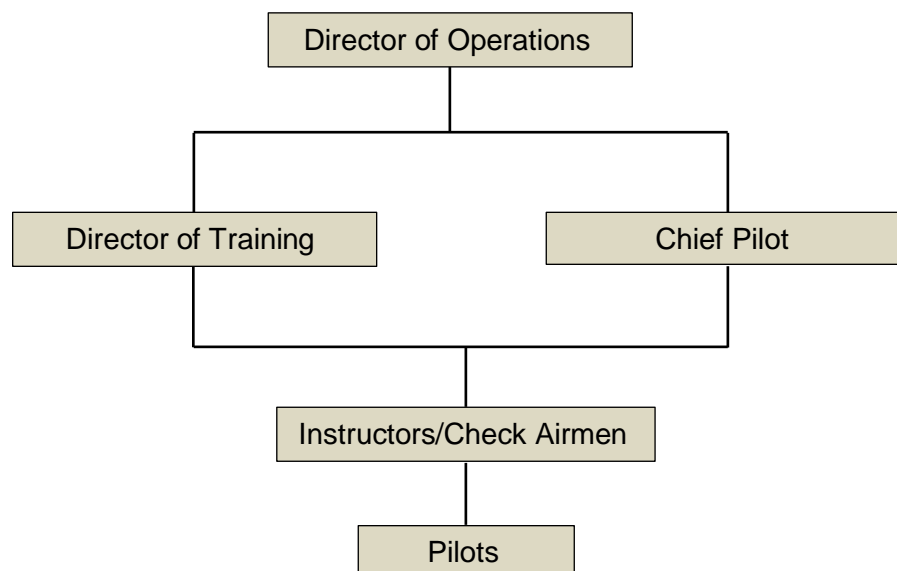 Director of Operations
Director of Training
Chief Pilot
Instructors/Check Airmen
Pilots